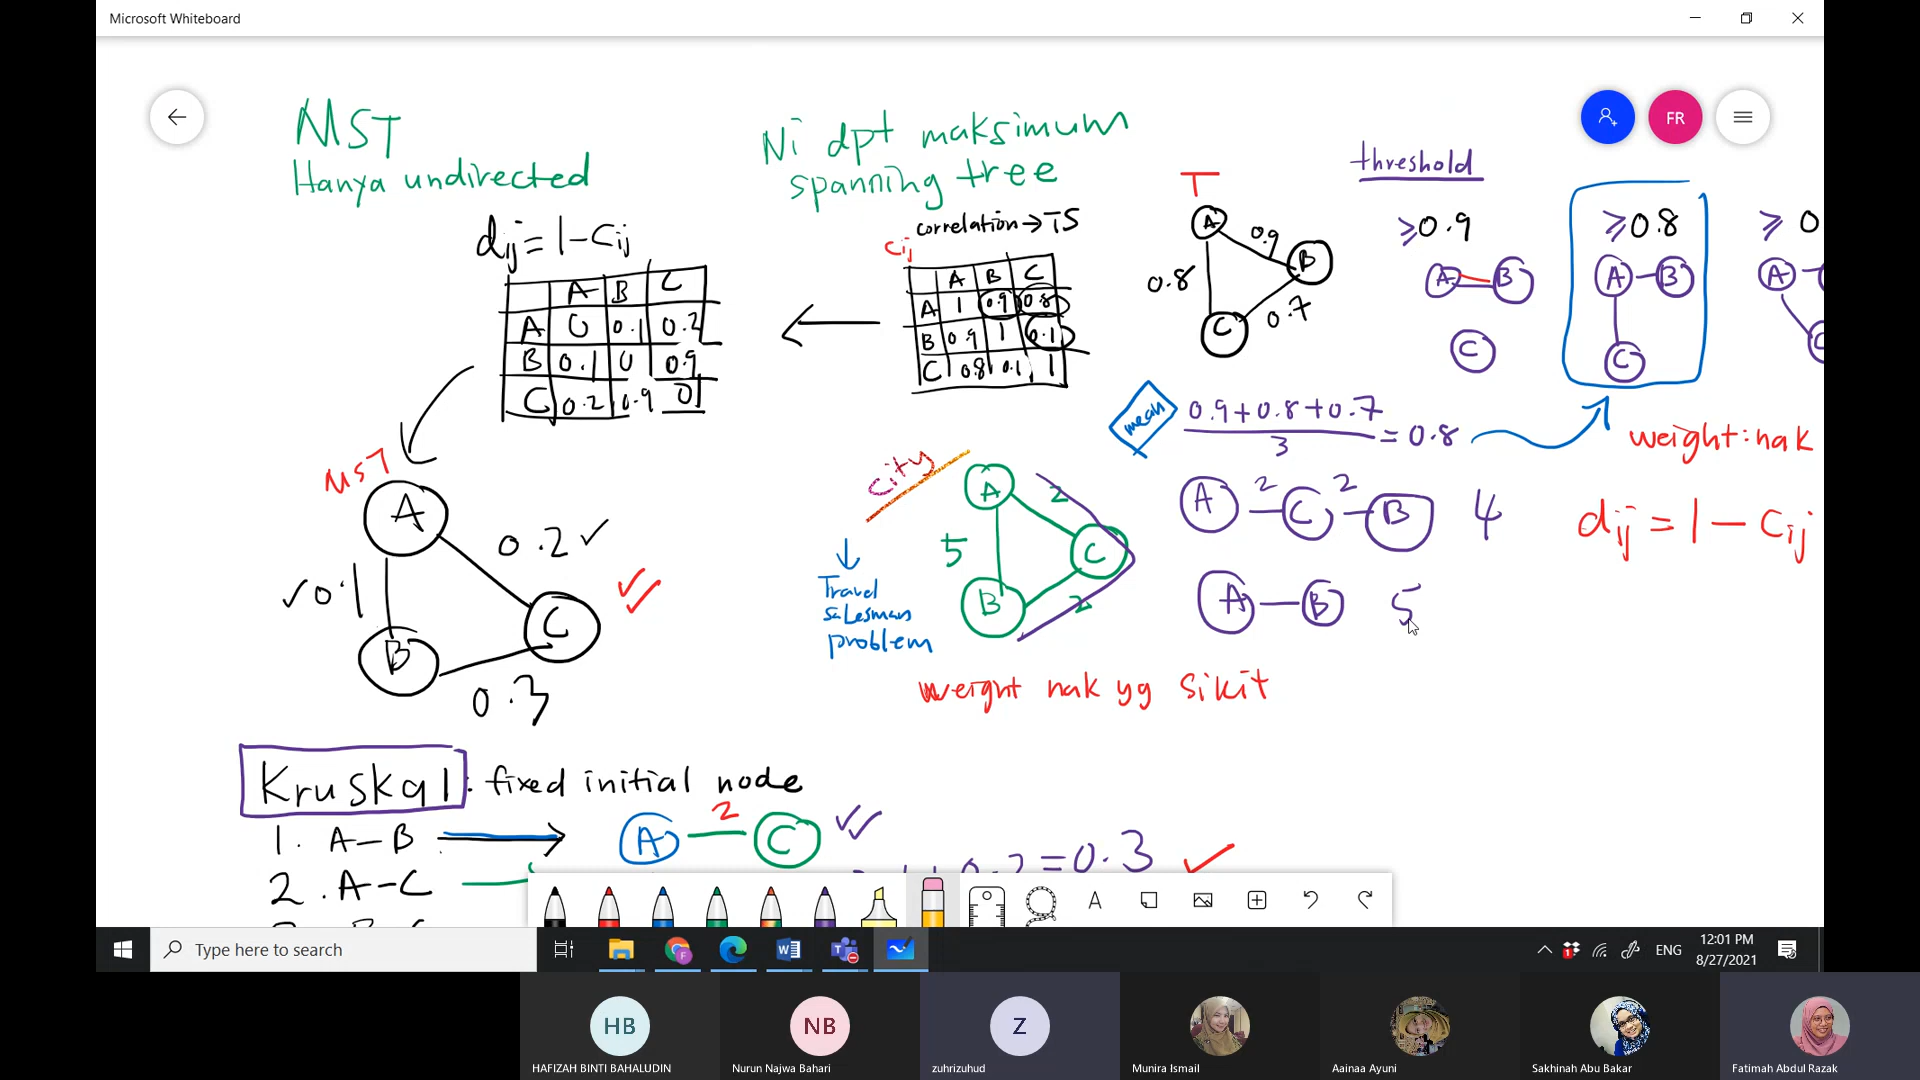 Microsoft Whiteboard
FR
MST
Hanya undirected
dij = 1 - cij
A B C
A 0 0.1 0.2
B 0.1 0 0.9
C 0.2 0.9 0
MST
A
0.2 ✓
✓ 0.1
C
B
0.3
Ni dpt maksimum
spanning tree
correlation → TS
cij
A B C
A 1 0.9 0.8
B 0.9 1 0.1
C 0.8 0.1 1
T
A
0.9
B
0.8
C
0.7
threshold
≥0.9
A B
C
≥0.8
A B
C
≥ 0
A
C
mean
0.9+0.8+0.7
3
= 0.8
weight: nak
dij = 1 - cij
city
A
2
5
C
B
2
Travel
salesman
problem
A 2 C 2 B 4
A B 5
weight nak yg sikit
Kruskal : fixed initial node
1. A-B
2. A-C
A 2 C
= 0.3
Type here to search
ENG
12:01 PM
8/27/2021
HB
HAFIZAH BINTI BAHALUDIN
NB
Nurun Najwa Bahari
Z
zuhrizuhud
Munira Ismail
Aainaa Ayuni
Sakhinah Abu Bakar
Fatimah Abdul Razak